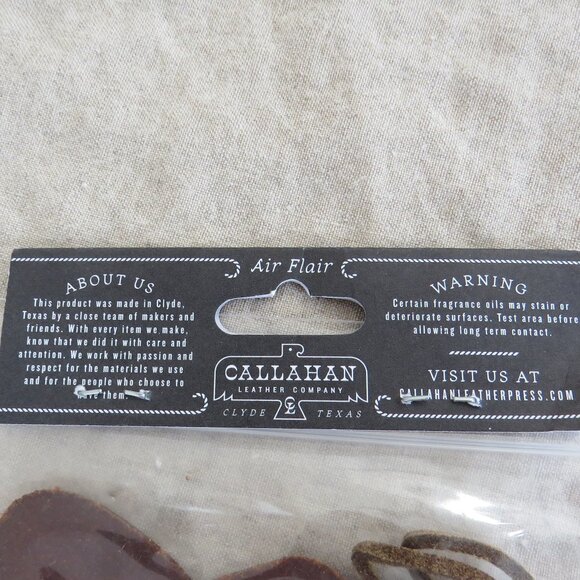 Air Flair
ABOUT US
This product was made in Clyde,
Texas by a close team of makers and
friends. With every item we make,
know that we did it with care and
attention. We work with passion and
respect for the materials we use
and for the people who choose to
them.
CALLAHAN
LEATHER COMPANY
CLYDE TEXAS
WARNING
Certain fragrance oils may stain or
deteriorate surfaces. Test area before
allowing long term contact.
VISIT US AT
CALLAHANLEATHERPRESS.COM